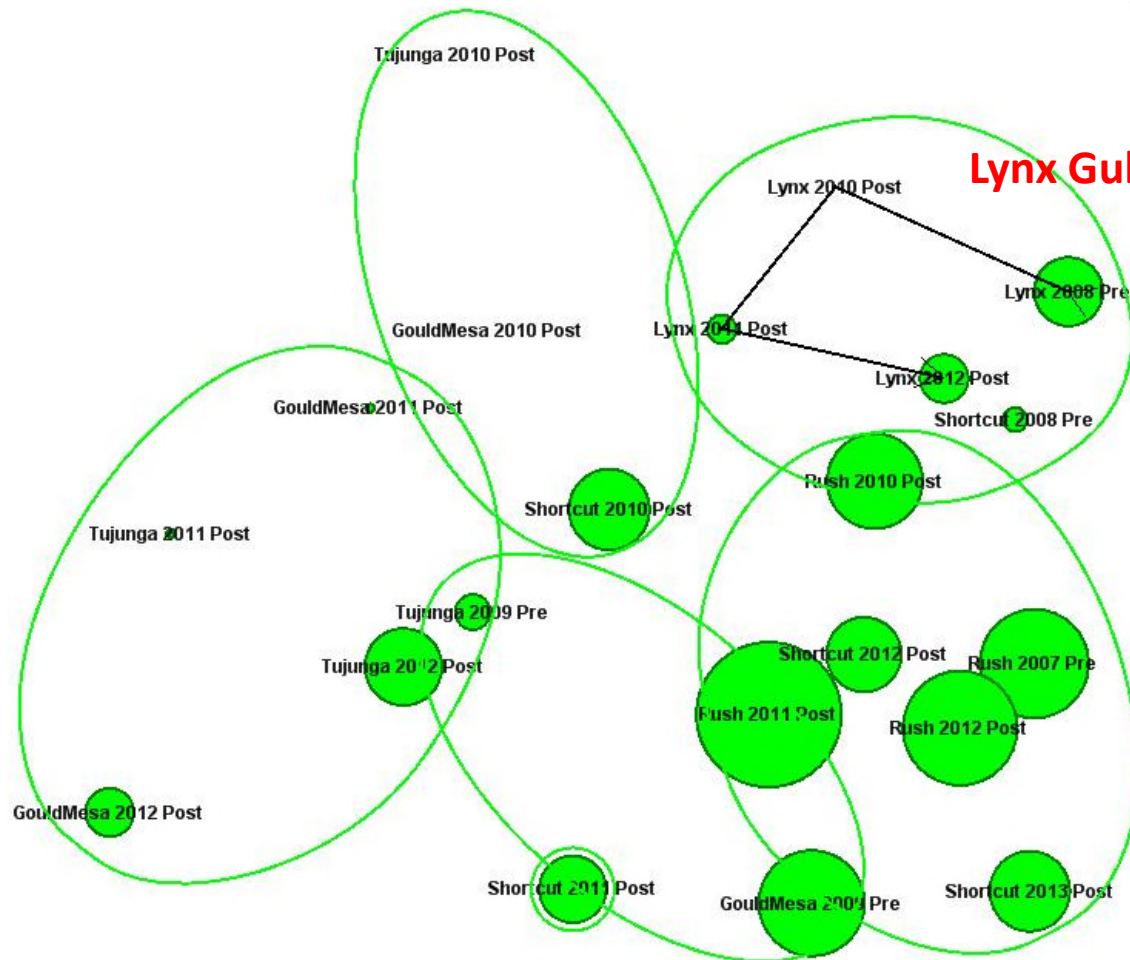 Tujunga 2010 Post
Lynx Gul
Lynx 2010 Post
Lynx 2008 Pre
GouldMesa 2010 Post
Lynx 2011 Post
Lynx 2012 Post
GouldMesa 2011 Post
Shortcut 2008 Pre
Rush 2010 Post
Shortcut 2010 Post
Tujunga 2011 Post
Tujunga 2009 Pre
Shortcut 2012 Post
Tujunga 2012 Post
Rush 2007 Pre
Rush 2011 Post
Rush 2012 Post
GouldMesa 2012 Post
Shortcut 2011 Post
Shortcut 2013 Post
GouldMesa 2009 Pre